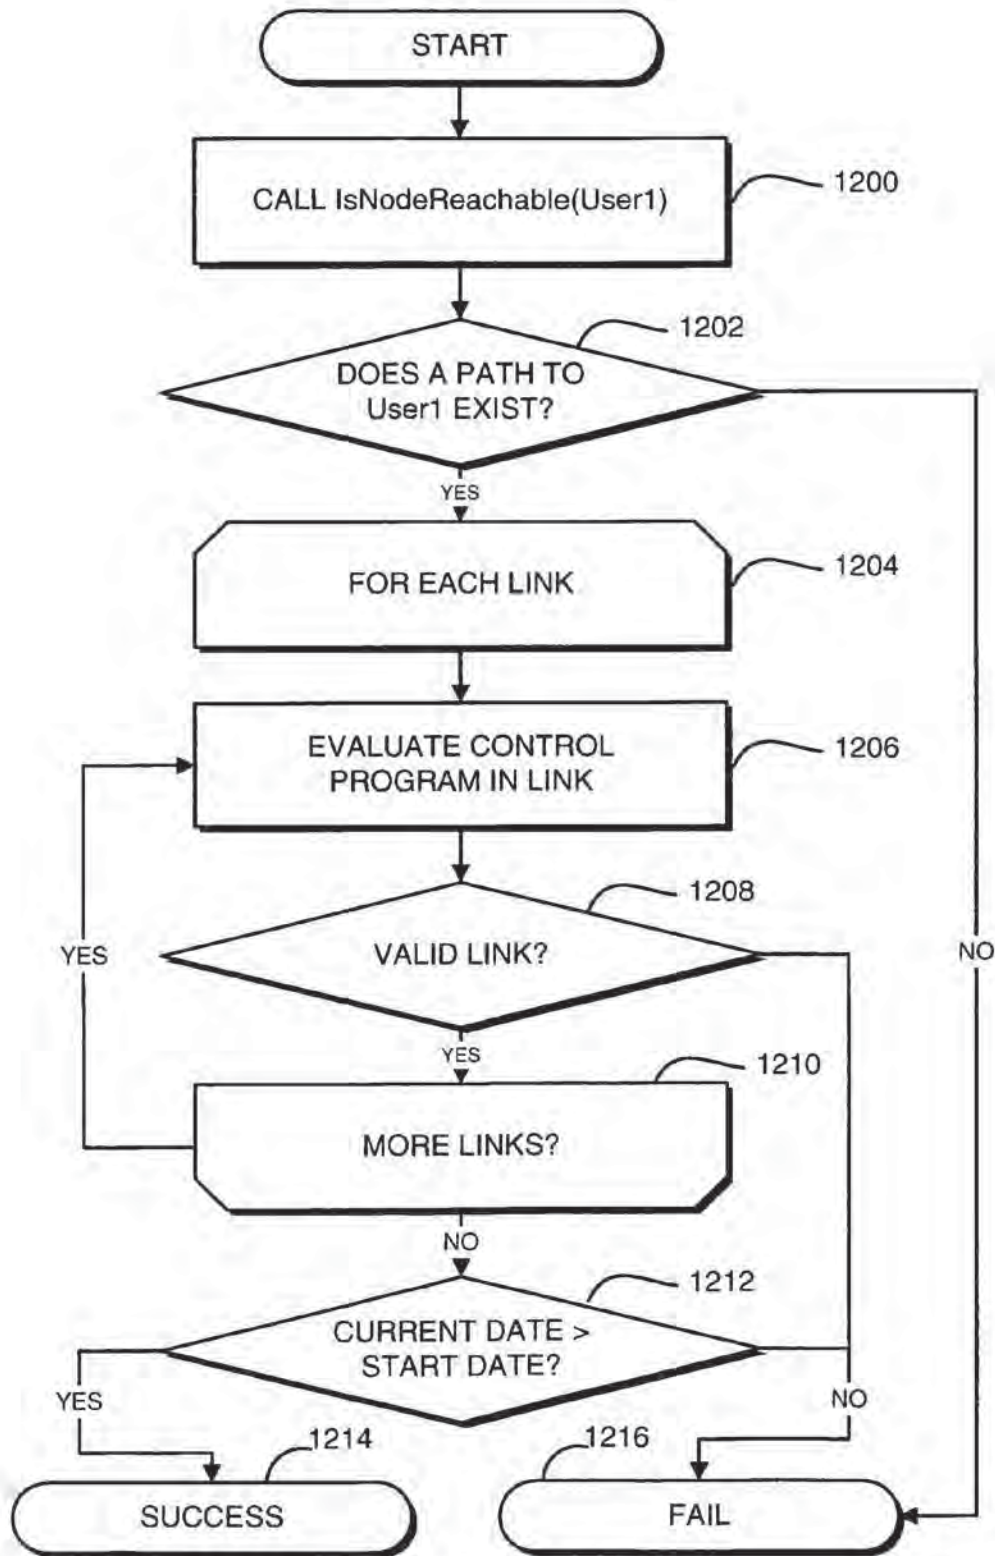 START
CALL IsNodeReachable(User1)
1200
1202
DOES A PATH TO
User1 EXIST?
YES
FOR EACH LINK
1204
EVALUATE CONTROL
PROGRAM IN LINK
1206
1208
VALID LINK?
YES
NO
YES
1210
MORE LINKS?
NO
1212
CURRENT DATE >
START DATE?
YES
NO
1214
1216
SUCCESS
FAIL